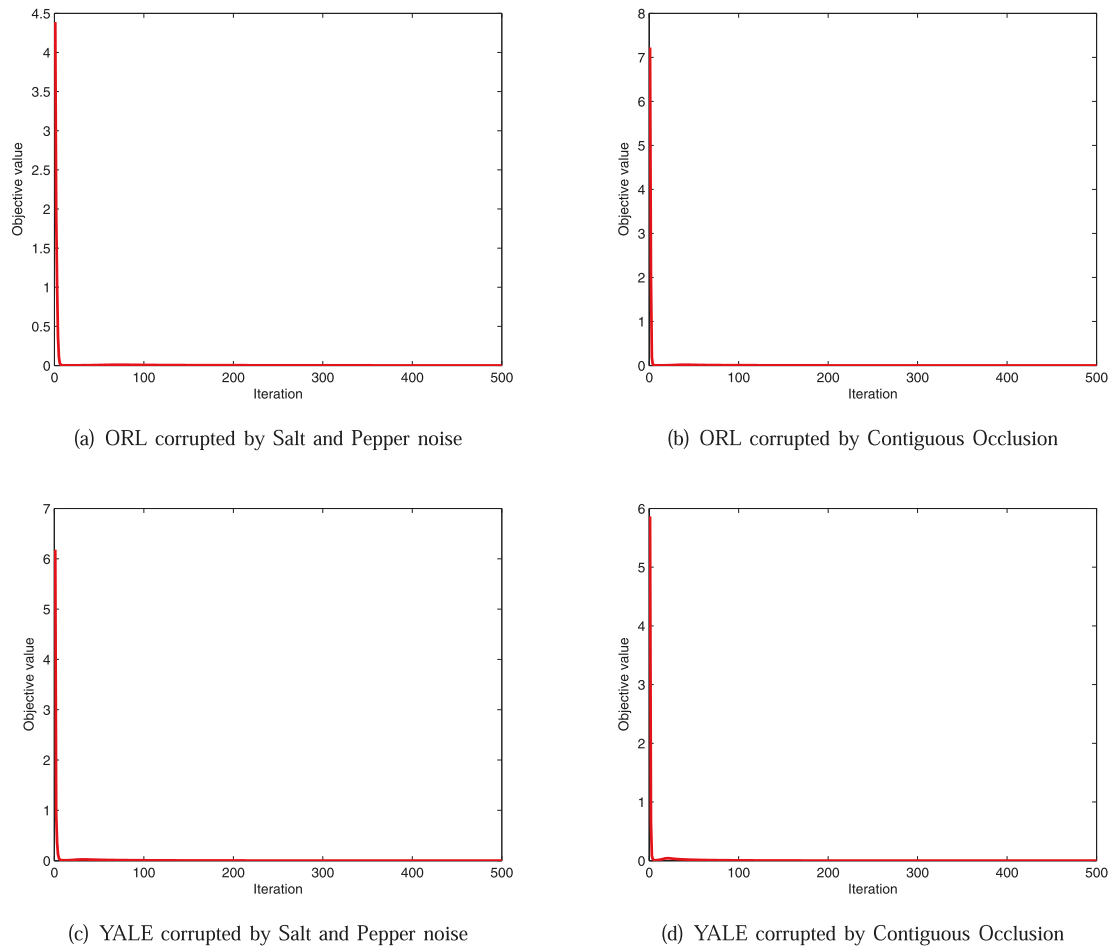 4.5
4
3.5
3
2.5
2
1.5
1
0.5
0
Objective value
0 100 200 300 400 500
Iteration
(a) ORL corrupted by Salt and Pepper noise
8
7
6
5
4
3
2
1
0
Objective value
0 100 200 300 400 500
Iteration
(b) ORL corrupted by Contiguous Occlusion
7
6
5
4
3
2
1
0
Objective value
0 100 200 300 400 500
Iteration
(c) YALE corrupted by Salt and Pepper noise
6
5
4
3
2
1
0
Objective value
0 100 200 300 400 500
Iteration
(d) YALE corrupted by Contiguous Occlusion